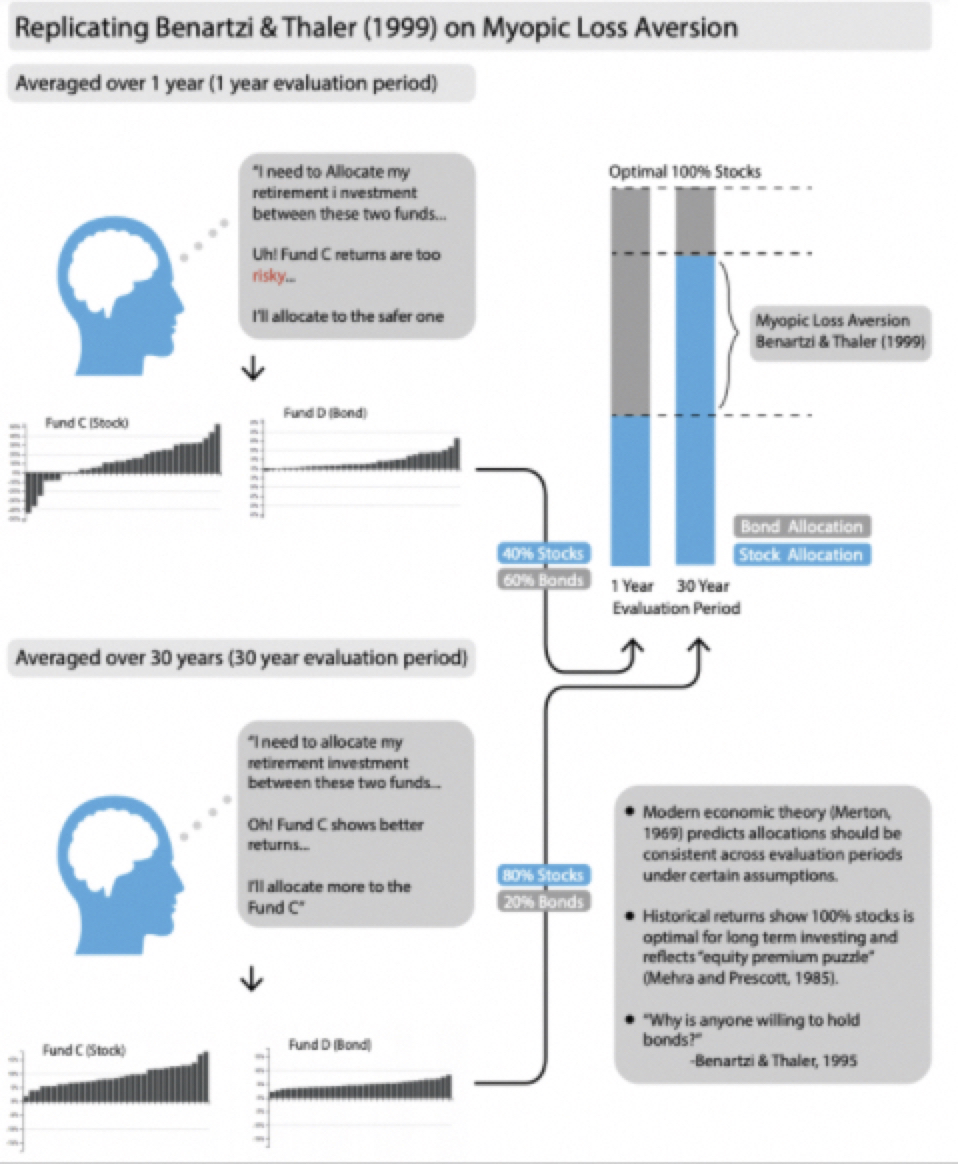 Replicating Benartzi & Thaler (1999) on Myopic Loss Aversion
Averaged over 1 year (1 year evaluation period)
"I need to Allocate my
retirement i nvestment
between these two funds...
Uh! Fund C returns are too
risky...
I'll allocate to the safer one
Fund C (Stock)
Fund D (Bond)
40% Stocks
60% Bonds
Optimal 100% Stocks
Myopic Loss Aversion
Benartzi & Thaler (1999)
Bond Allocation
Stock Allocation
1 Year
30 Year
Evaluation Period
Averaged over 30 years (30 year evaluation period)
"I need to allocate my
retirement investment
between these two funds...
Oh! Fund C shows better
returns...
I'll allocate more to the
Fund C"
80% Stocks
20% Bonds
Fund C (Stock)
Fund D (Bond)
● Modern economic theory (Merton,
1969) predicts allocations should be
consistent across evaluation periods
under certain assumptions.
● Historical returns show 100% stocks is
optimal for long term investing and
reflects "equity premium puzzle"
(Mehra and Prescott, 1985).
● "Why is anyone willing to hold
bonds?"
-Benartzi & Thaler, 1995